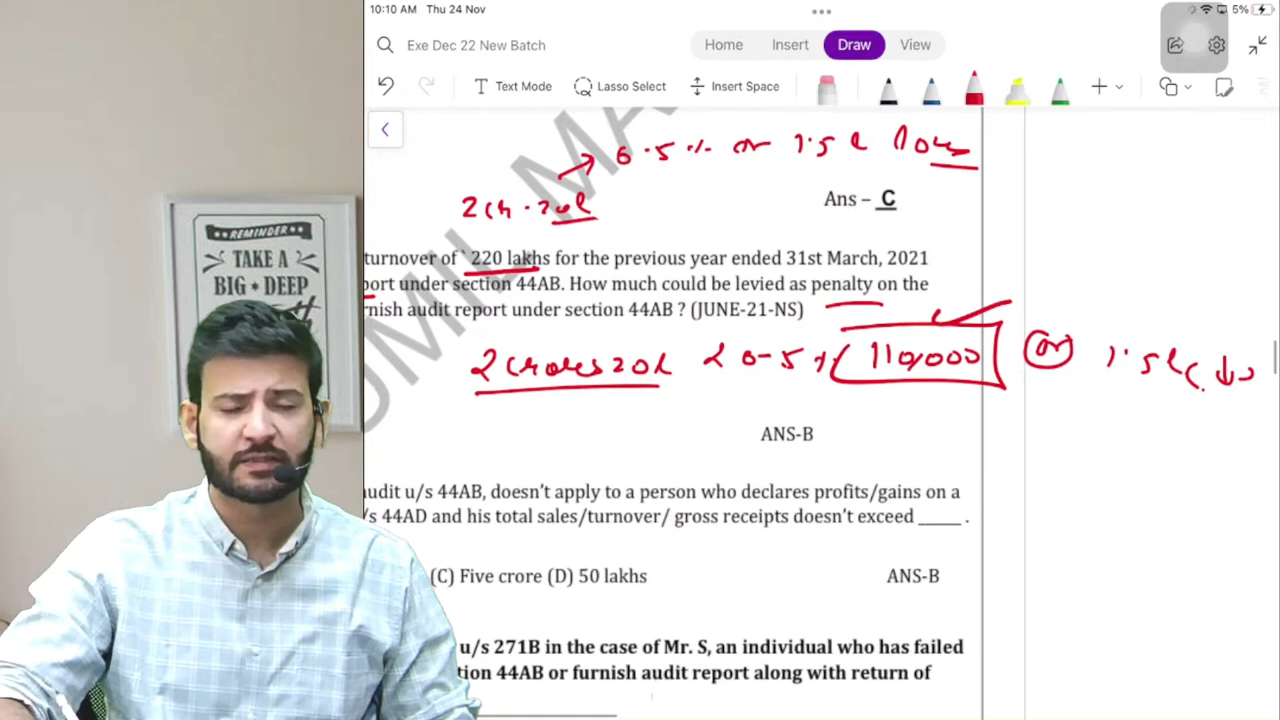 10:10 AM Thu 24 Nov
5%
Exe Dec 22 New Batch
Home Insert Draw View
Text Mode Lasso Select Insert Space
REMINDER
TAKE A
BIG DEEP
0.5% or 1.5 L lower
2 cr. 20L
Ans – C
turnover of ` 220 lakhs for the previous year ended 31st March, 2021
port under section 44AB. How much could be levied as penalty on the
rnish audit report under section 44AB ? (JUNE-21-NS)
2 crores 20L 0.5% 110,000 or 1.5L
ANS-B
audit u/s 44AB, doesn't apply to a person who declares profits/gains on a
/s 44AD and his total sales/turnover/ gross receipts doesn't exceed _____ .
(C) Five crore (D) 50 lakhs ANS-B
u/s 271B in the case of Mr. S, an individual who has failed
tion 44AB or furnish audit report along with return of